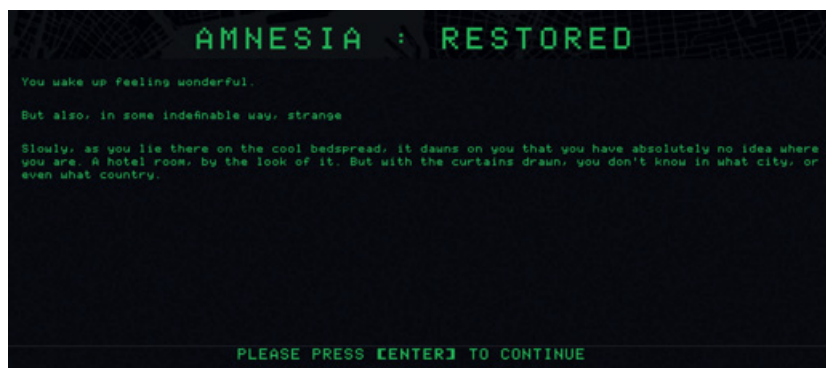 AMNESIA : RESTORED
You wake up feeling wonderful.
But also, in some indefinable way, strange
Slowly, as you lie there on the cool bedspread, it dawns on you that you have absolutely no idea where
you are. A hotel room, by the look of it. But with the curtains drawn, you don't know in what city, or
even what country.
PLEASE PRESS [ENTER] TO CONTINUE